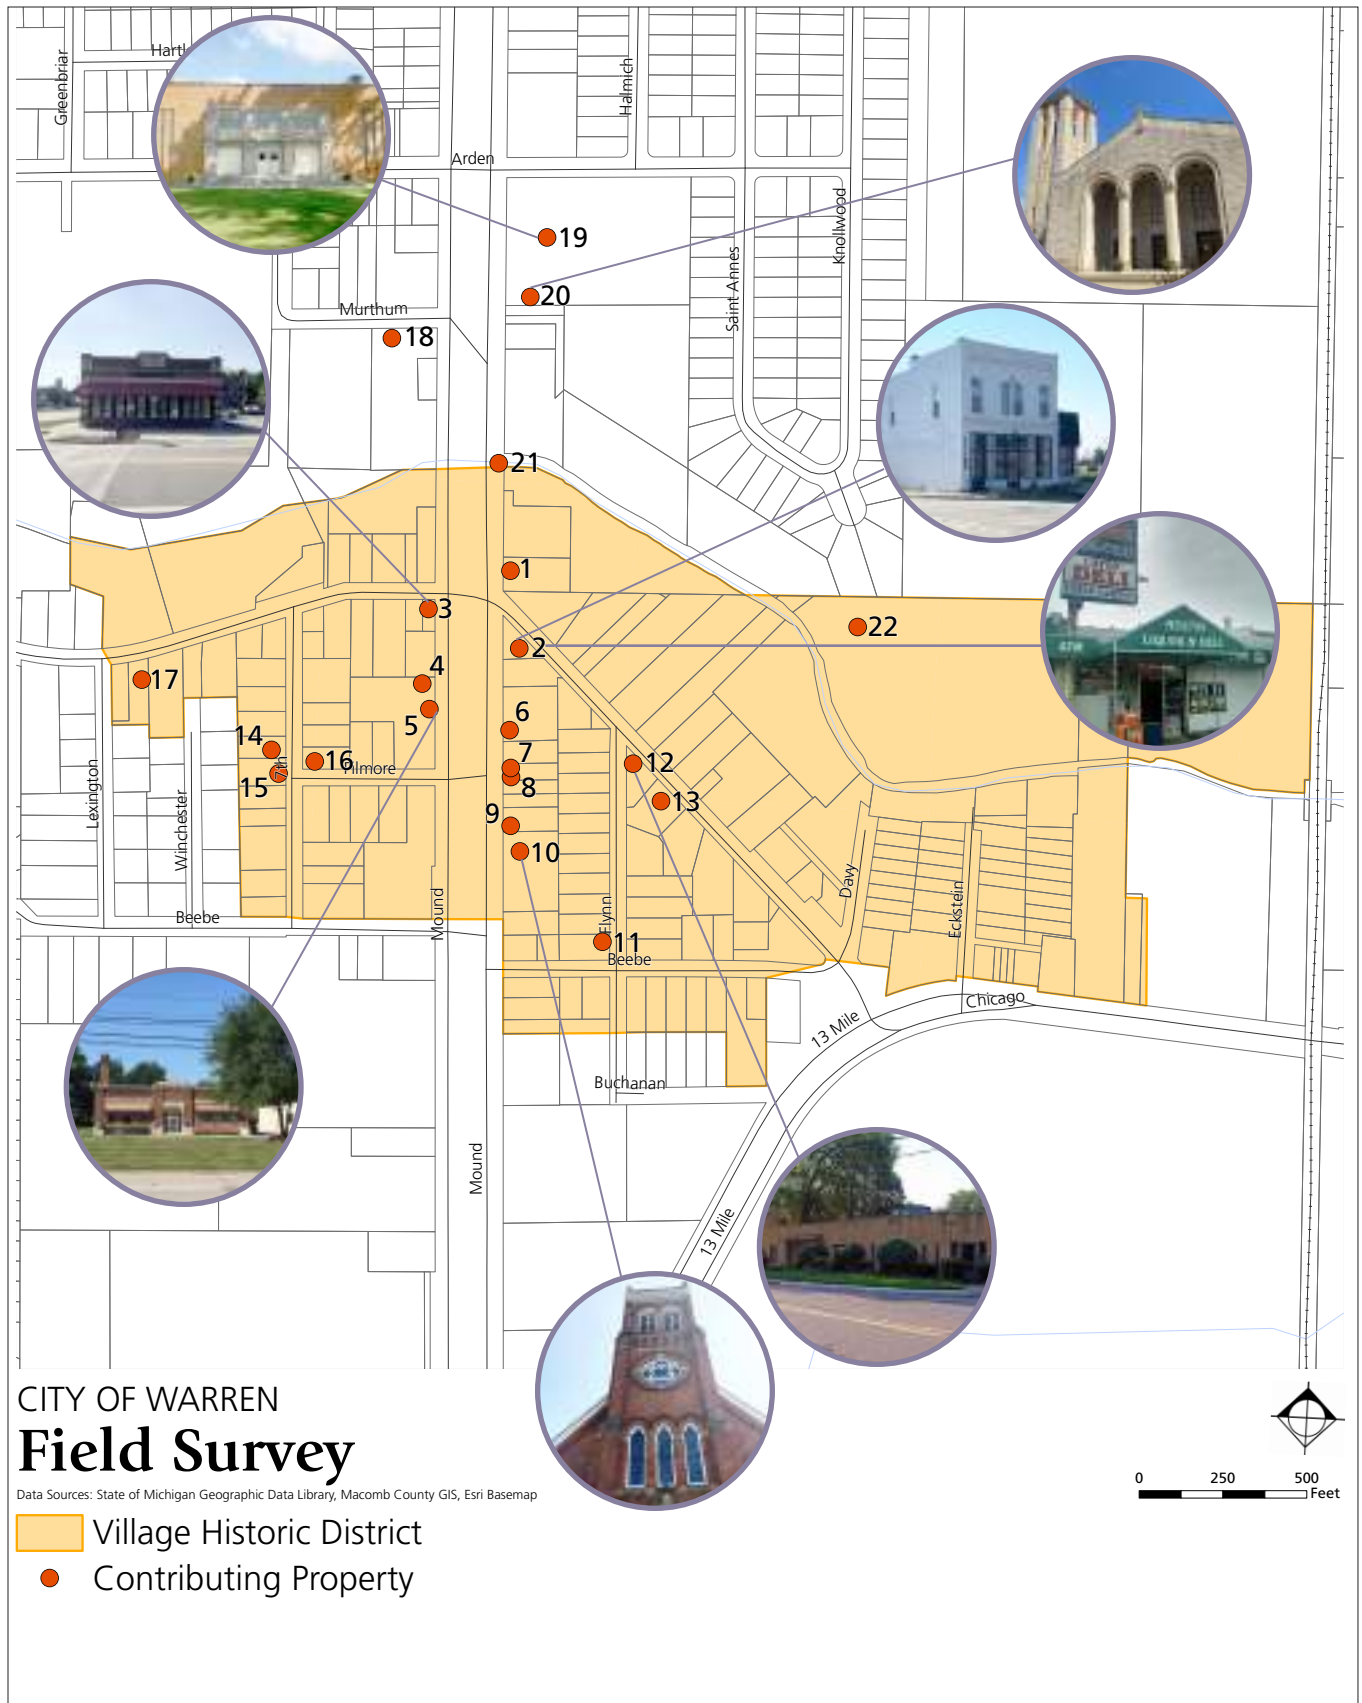 Hartl
Greenbriar
Halmich
Arden
Knollwood
Saint Annes
19
20
Murthum
18
21
1
3
2
22
4
17
5
6
14
7
12
16
7th
Filmore
15
8
13
Lexington
Winchester
9
10
Davy
Eckstein
Mound
Flynn
Beebe
11
Beebe
Chicago
13 Mile
Buchanan
Mound
13 Mile
CITY OF WARREN
Field Survey
Data Sources: State of Michigan Geographic Data Library, Macomb County GIS, Esri Basemap
0 250 500
Feet
Village Historic District
Contributing Property